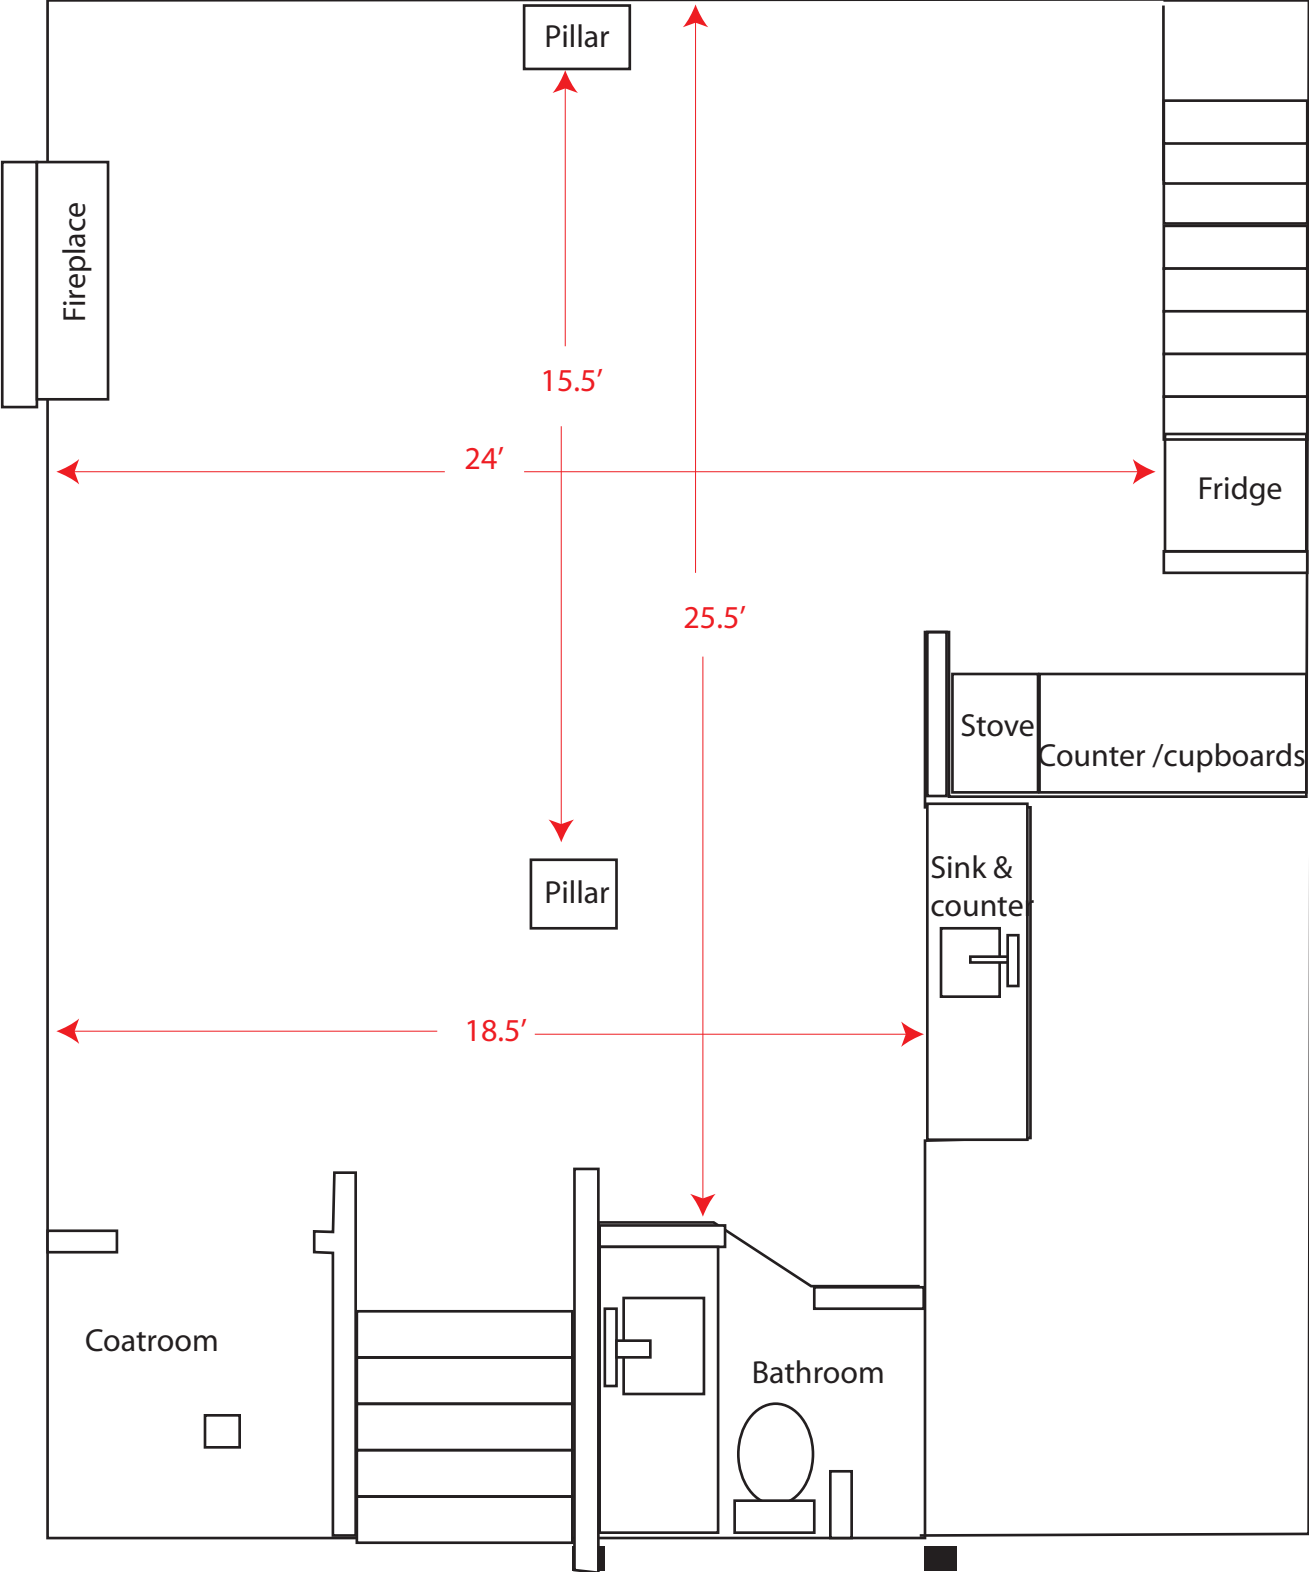 Pillar
Fireplace
15.5’
24’
Fridge
25.5’
Stove
Counter /cupboards
Sink &
counter
Pillar
18.5’
Coatroom
Bathroom